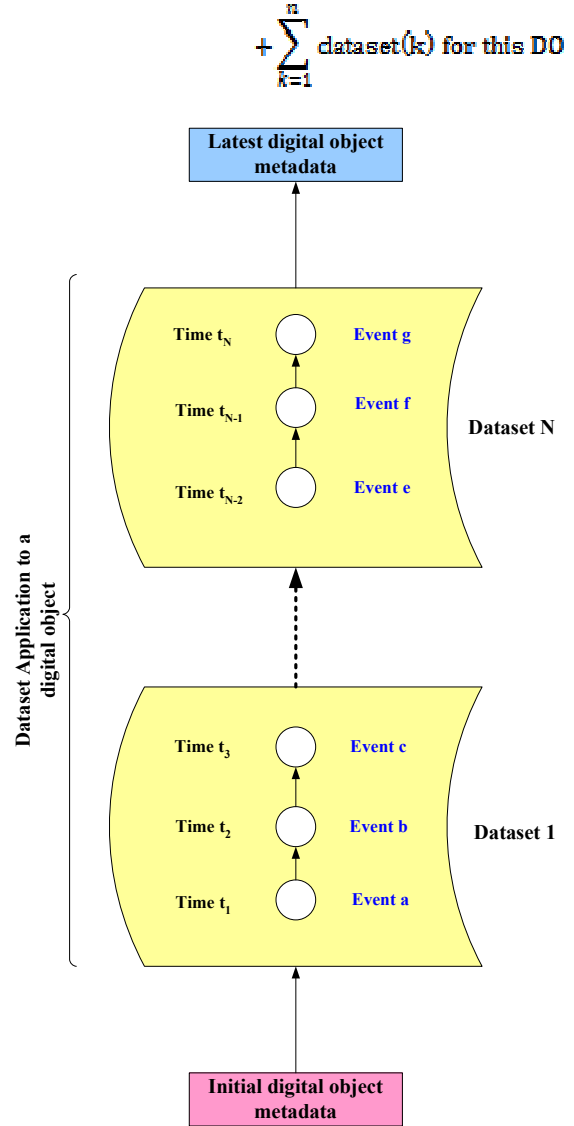 + \sum_{k=1}^{n} dataset(k) for this DO
Latest digital object
metadata
Time t_N Event g
Time t_{N-1} Event f
Dataset N
Time t_{N-2} Event e
Dataset Application to a
digital object
Time t_3 Event c
Time t_2 Event b
Dataset 1
Time t_1 Event a
Initial digital object
metadata